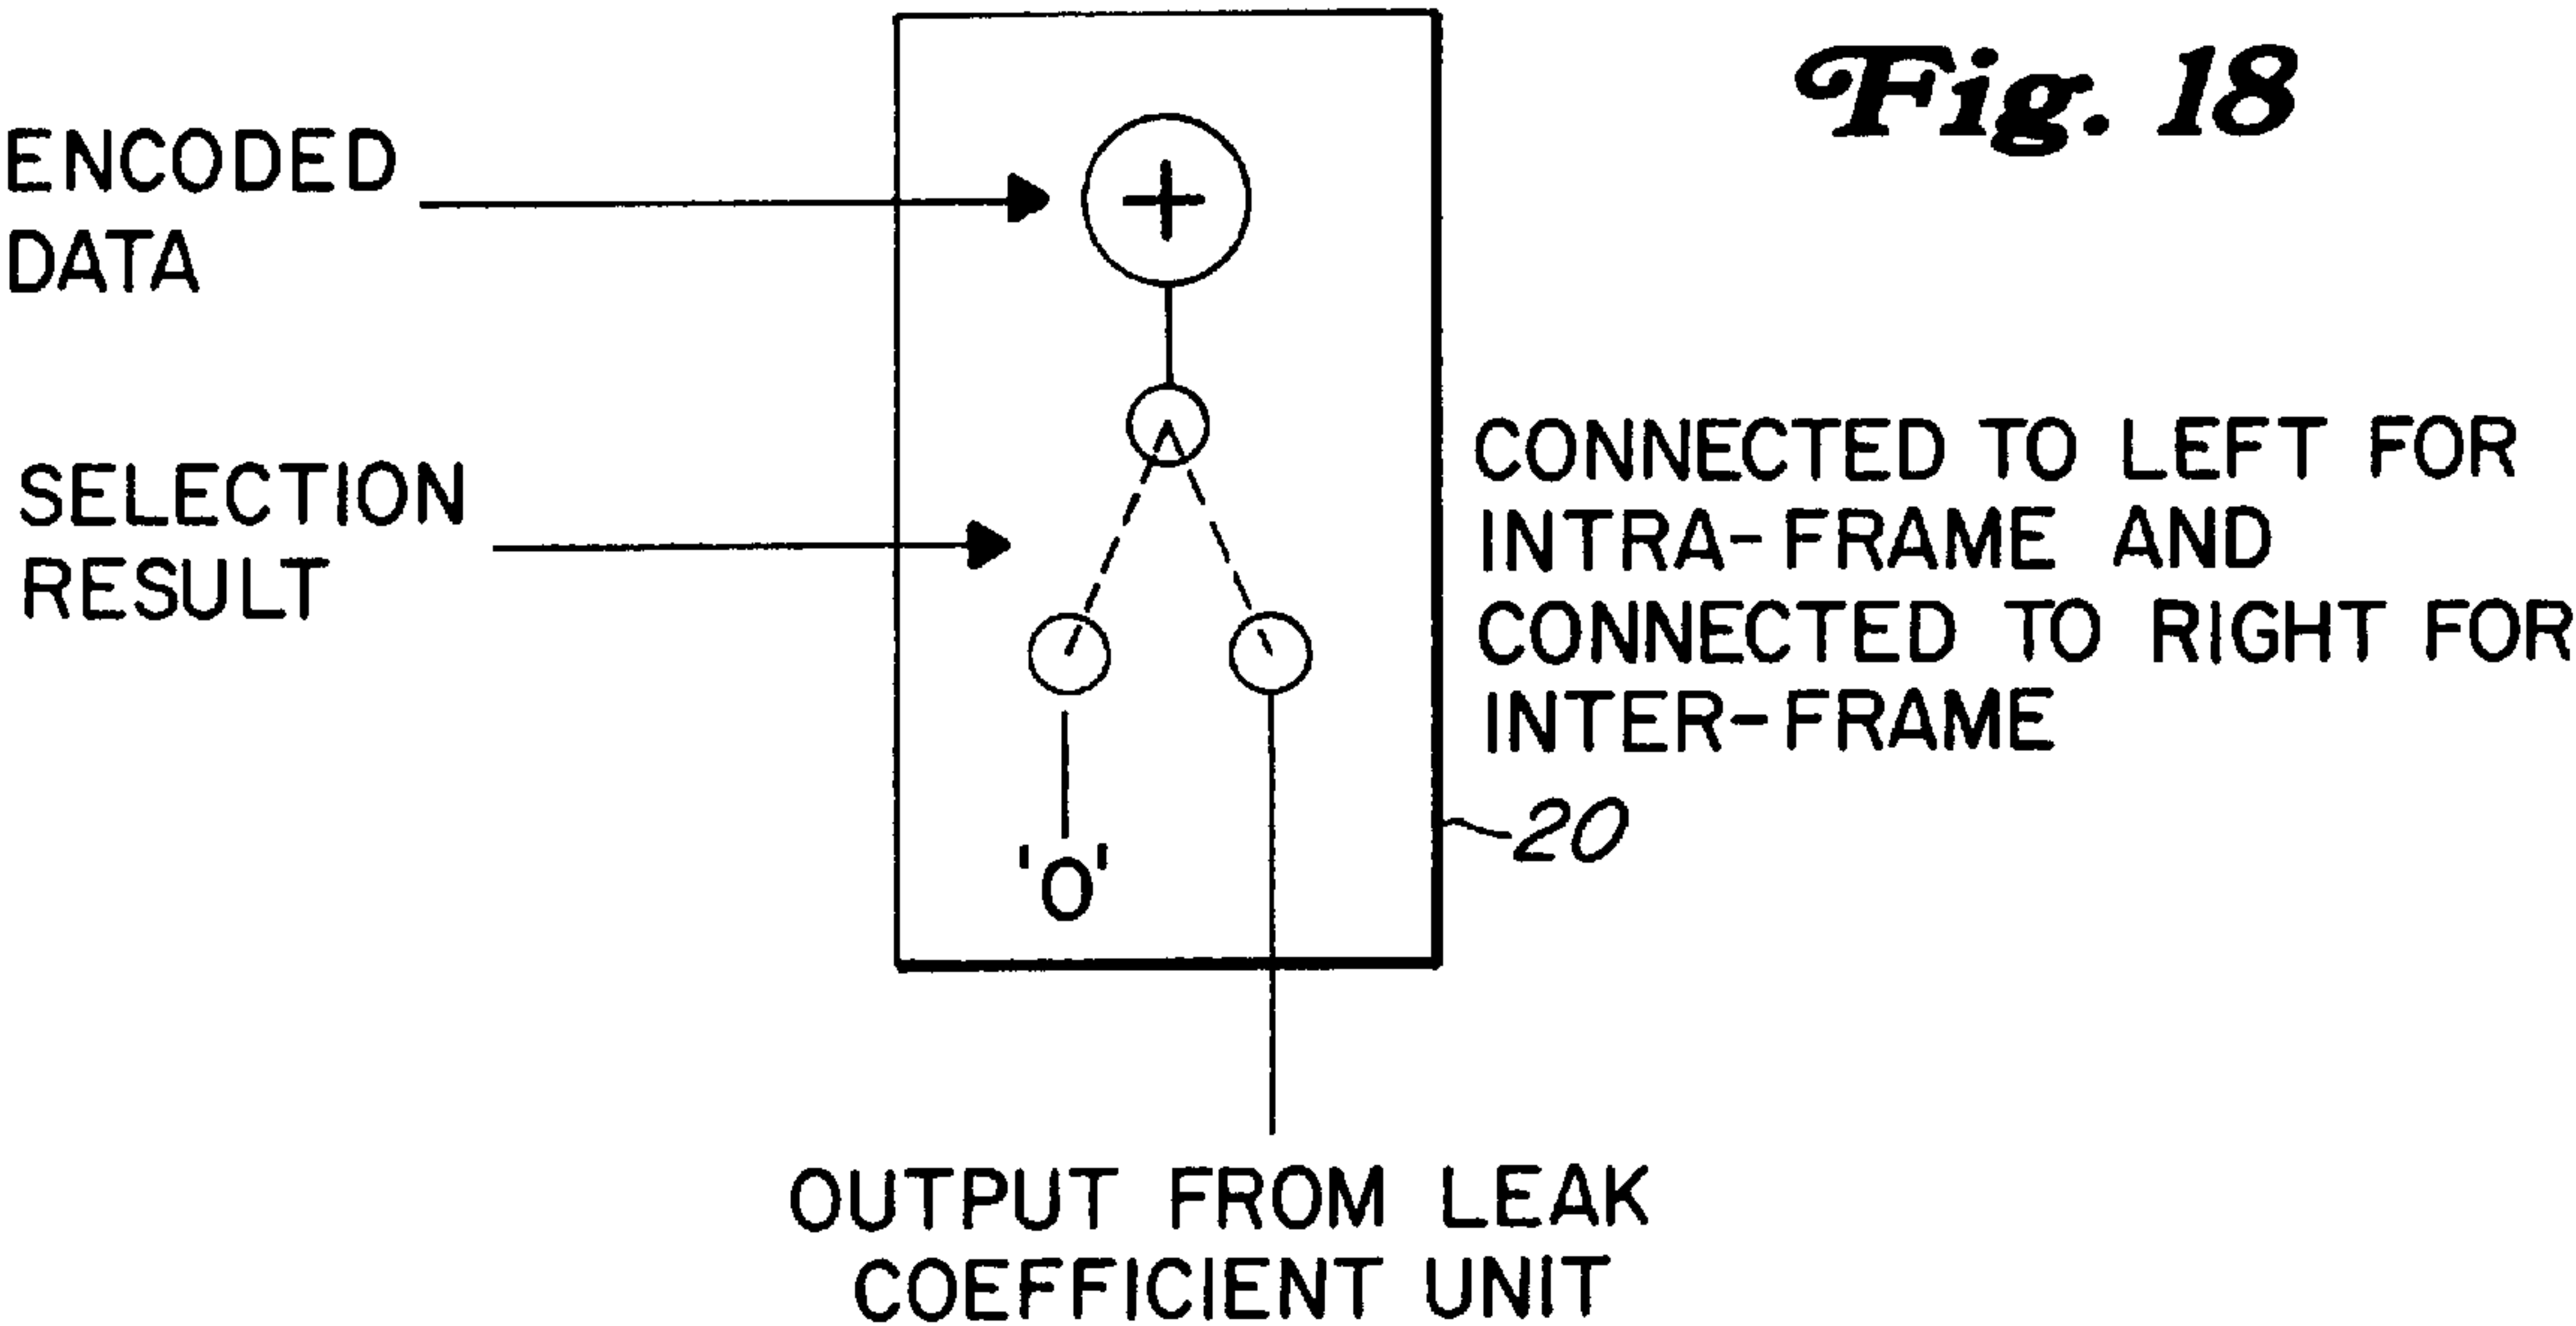 Fig. 18
ENCODED
DATA
+
SELECTION
RESULT
CONNECTED TO LEFT FOR
INTRA-FRAME AND
CONNECTED TO RIGHT FOR
INTER-FRAME
20
'0'
OUTPUT FROM LEAK
COEFFICIENT UNIT